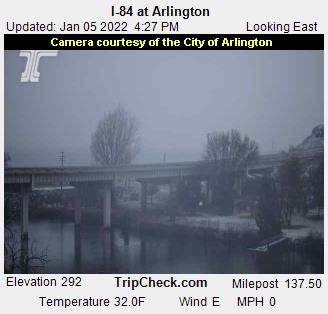 I-84 at Arlington
Updated: Jan 05 2022 4:27 PM Looking East
Camera courtesy of the City of Arlington
Elevation 292 TripCheck.com Milepost 137.50
Temperature 32.0F Wind E MPH 0